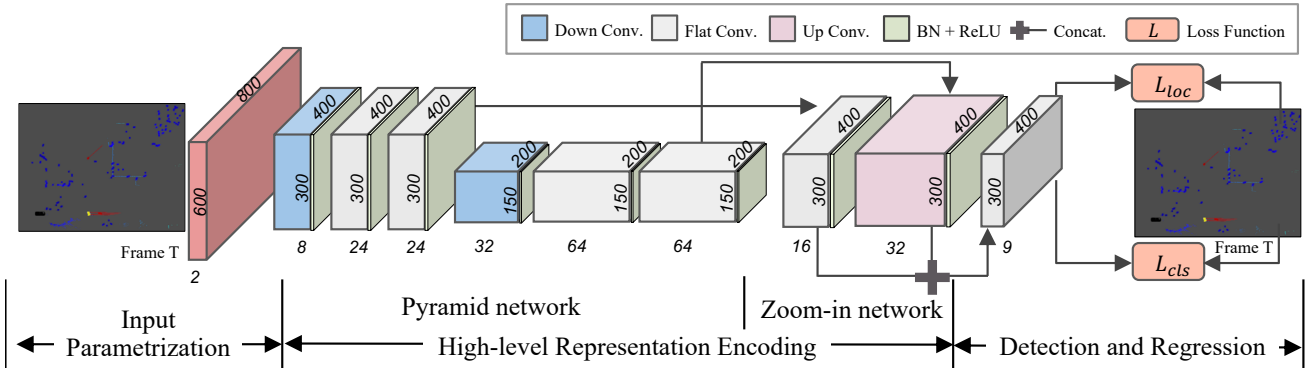 Down Conv.
Flat Conv.
Up Conv.
BN + ReLU
Concat.
L
Loss Function
800
600
2
Frame T
400
300
8
400
300
24
400
300
24
200
150
32
200
150
64
200
150
64
400
300
16
400
300
32
400
300
9
L_loc
L_cls
Frame T
Input
Parametrization
Pyramid network
Zoom-in network
High-level Representation Encoding
Detection and Regression